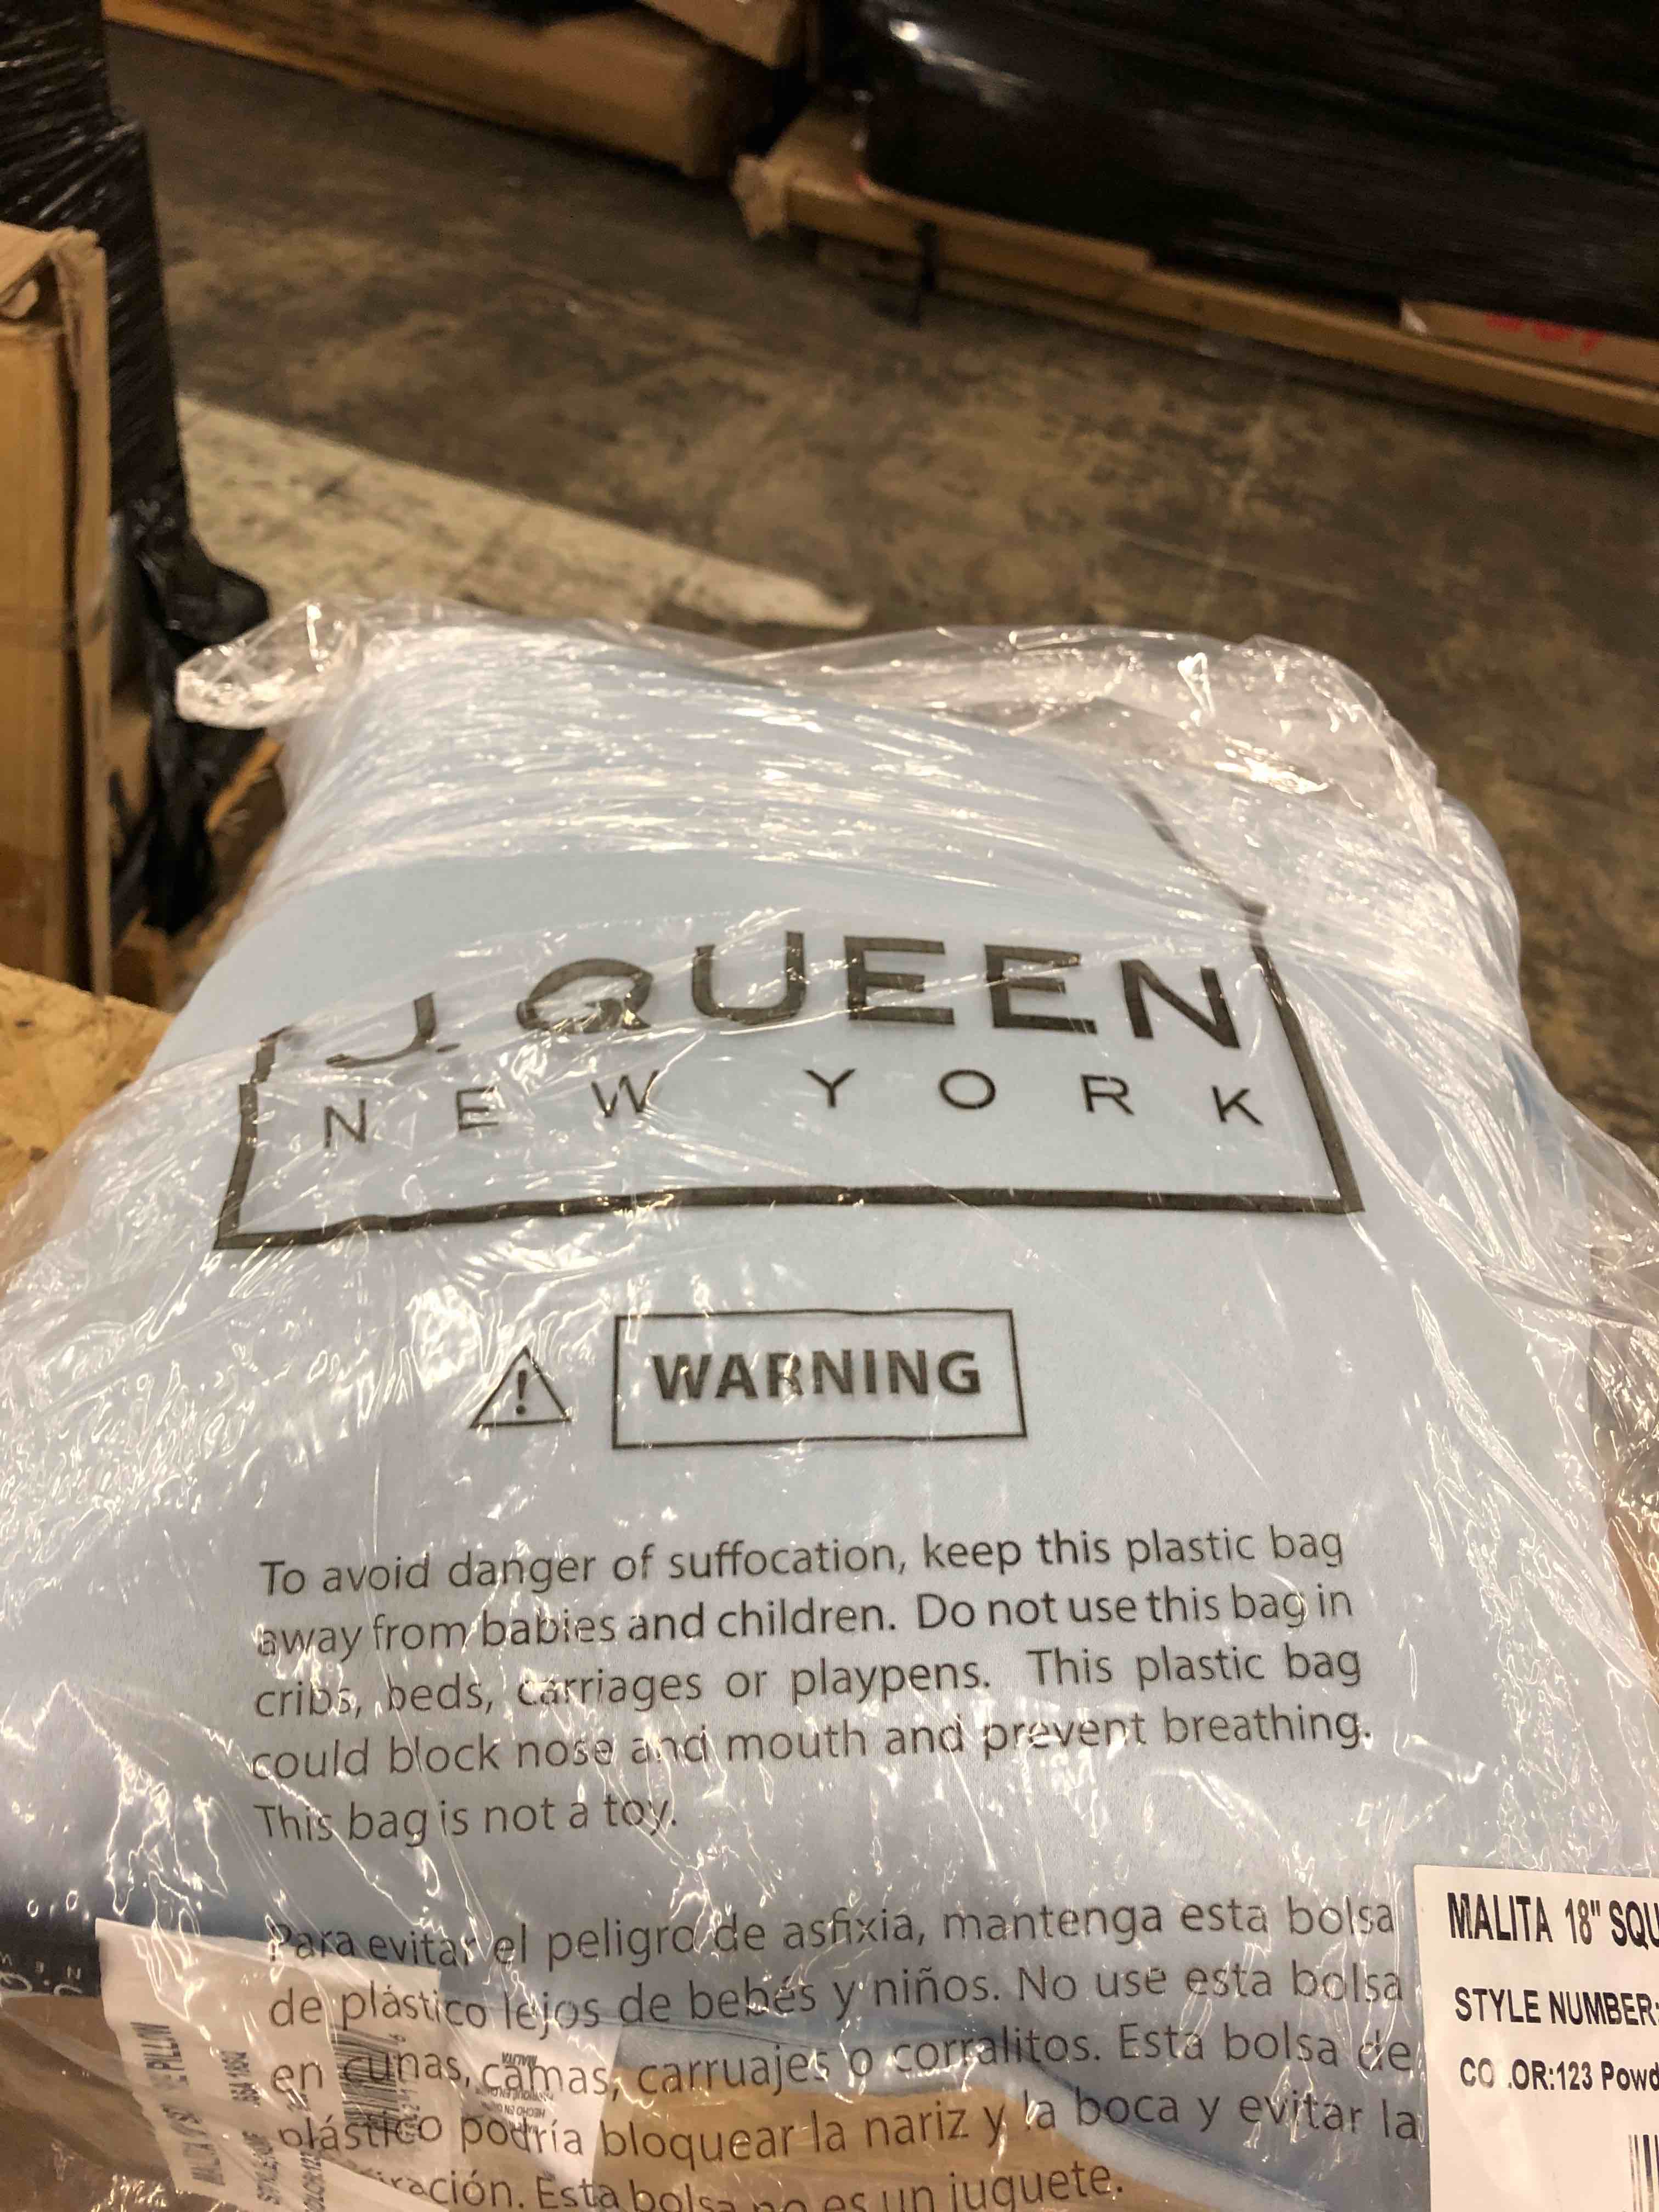 J. QUEEN
NEW YORK
WARNING
To avoid danger of suffocation, keep this plastic bag
away from babies and children. Do not use this bag in
cribs, beds, carriages or playpens. This plastic bag
could block nose and mouth and prevent breathing.
This bag is not a toy.
Para evitar el peligro de asfixia, mantenga esta bolsa
de plástico lejos de bebés y niños. No use esta bolsa
en cunas, camas, carruajes o corralitos. Esta bolsa de
plástico podría bloquear la nariz y la boca y evitar la
ración. Esta bolsa no es un juguete.
MALITA 18" SQU
STYLE NUMBER:
CO .OR:123 Powd
MALITA